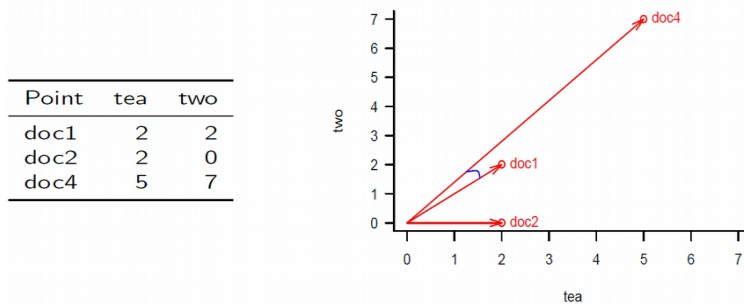 Point tea two
doc1 2 2
doc2 2 0
doc4 5 7
two
7
6
5
4
3
2
1
0
doc4
doc1
doc2
0 1 2 3 4 5 6 7
tea